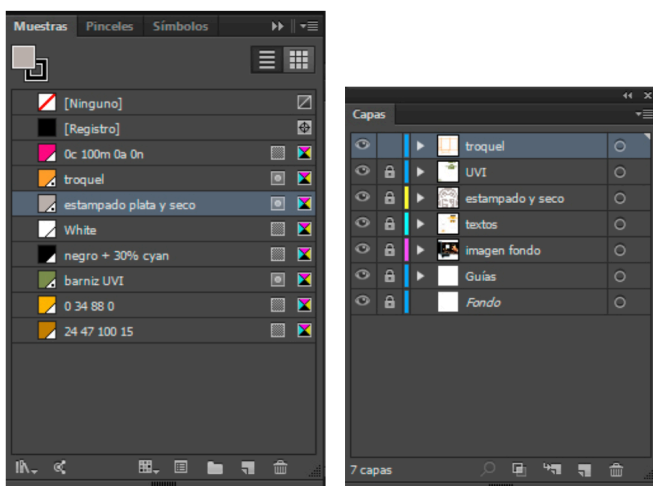 Muestras Pinceles Símbolos
[Ninguno]
[Registro]
0c 100m 0a 0n
troquel
estampado plata y seco
White
negro + 30% cyan
barniz UVI
0 34 88 0
24 47 100 15
Capas
troquel
UVI
estampado y seco
textos
imagen fondo
Guías
Fondo
7 capas